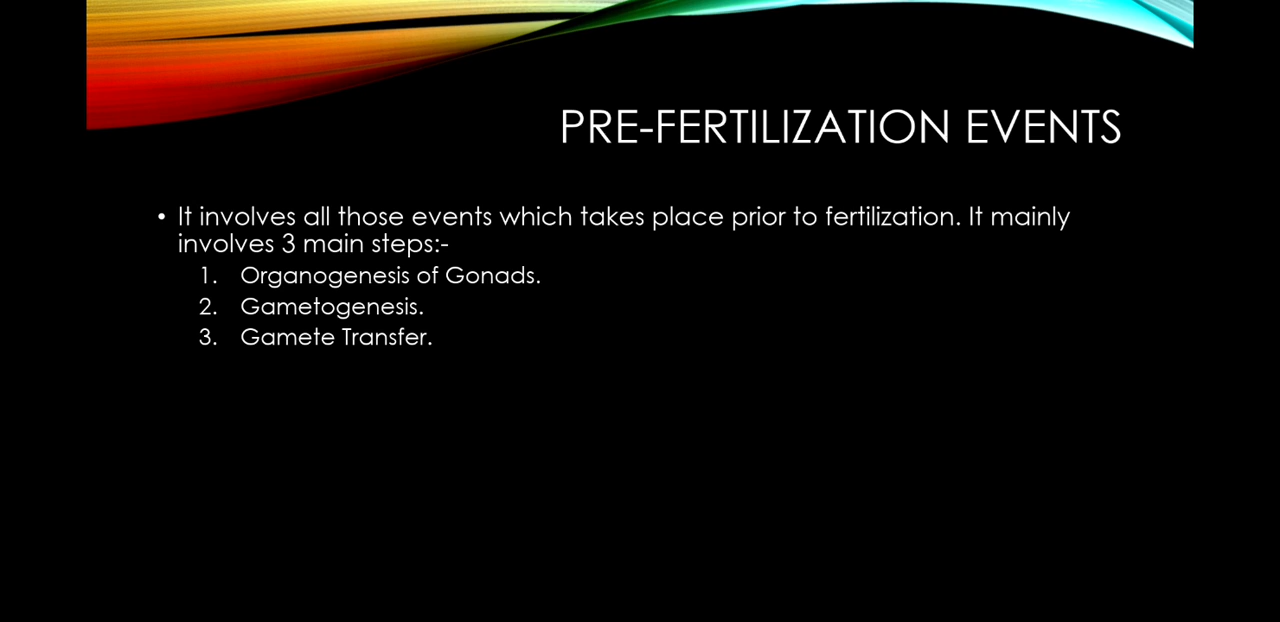 PRE-FERTILIZATION EVENTS
• It involves all those events which takes place prior to fertilization. It mainly
involves 3 main steps:-
1. Organogenesis of Gonads.
2. Gametogenesis.
3. Gamete Transfer.